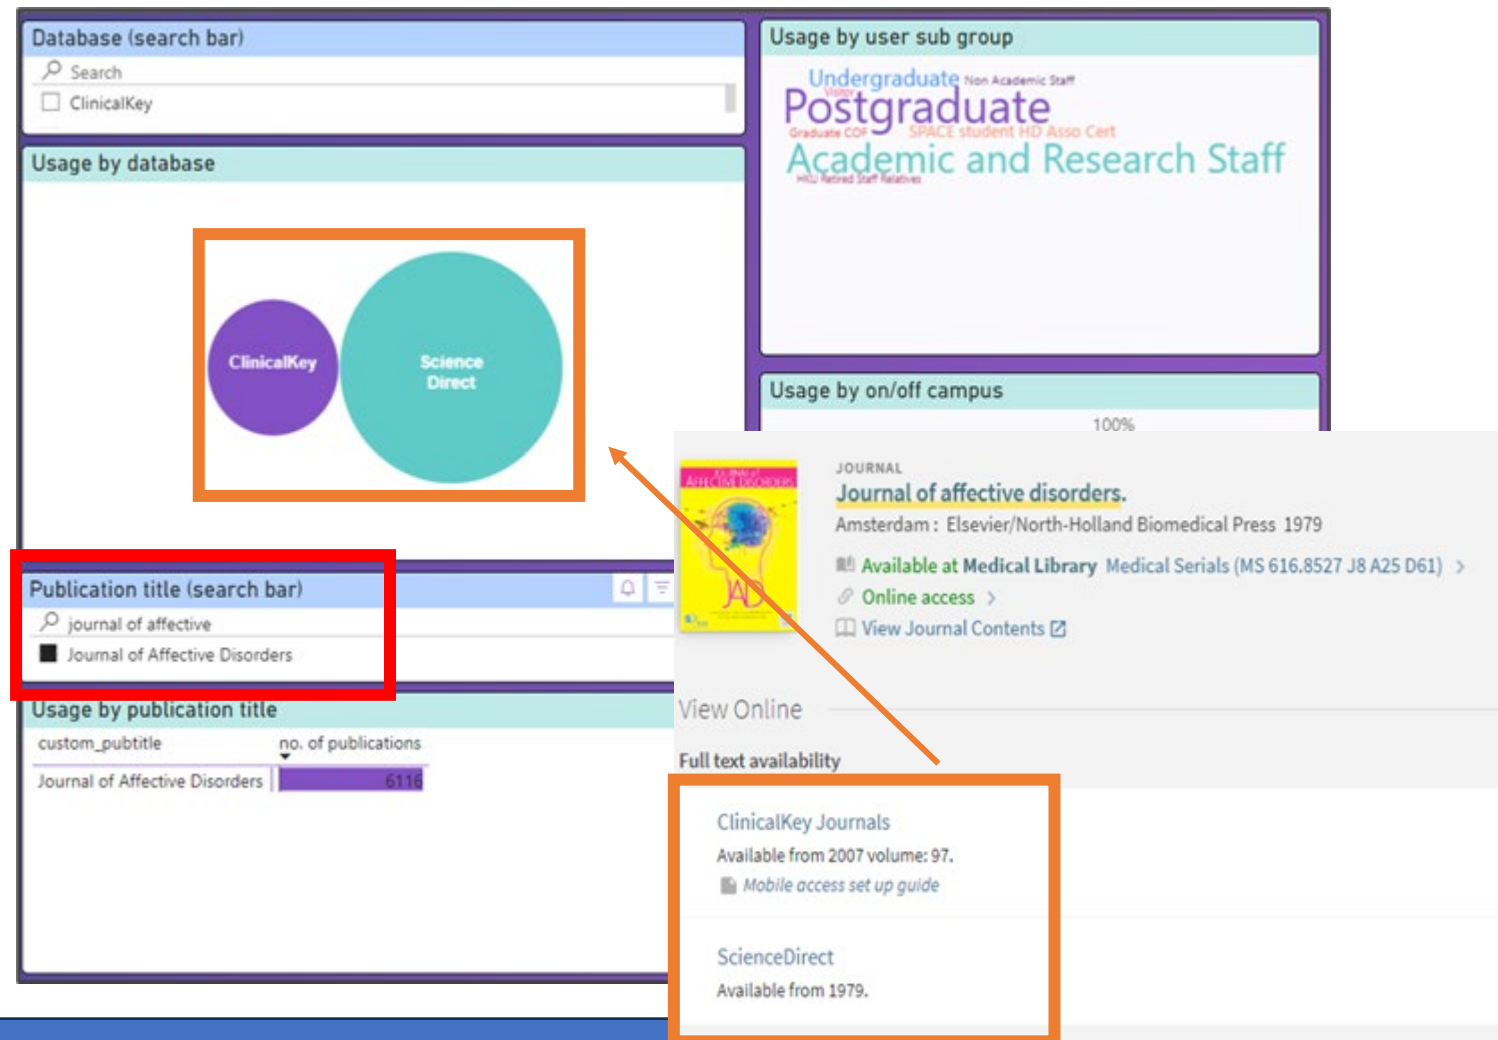 Database (search bar)
Search
ClinicalKey
Usage by database
ClinicalKey
Science
Direct
Publication title (search bar)
journal of affective
Journal of Affective Disorders
Usage by publication title
custom_pubtitle no. of publications
Journal of Affective Disorders 6116
Usage by user sub group
Undergraduate Non Academic Staff
Visitor
Postgraduate
Graduate COF SPACE student HD Asso Cert
Academic and Research Staff
HKU Retired Staff Relatives
Usage by on/off campus
100%
JOURNAL of
AFFECTIVE DISORDERS
JAD
JOURNAL
Journal of affective disorders.
Amsterdam : Elsevier/North-Holland Biomedical Press 1979
Available at Medical Library Medical Serials (MS 616.8527 J8 A25 D61) >
Online access >
View Journal Contents
View Online
Full text availability
ClinicalKey Journals
Available from 2007 volume: 97.
Mobile access set up guide
ScienceDirect
Available from 1979.